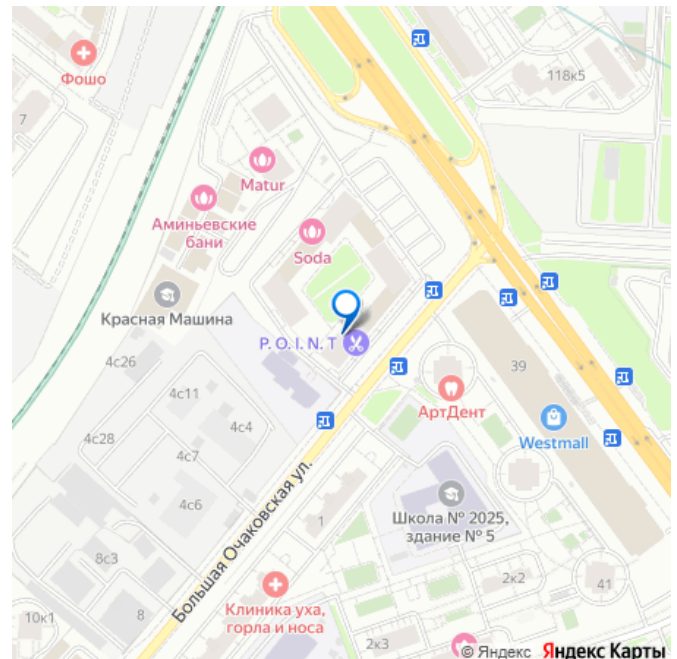 Фошо
7
118к5
Matur
Аминьевские
бани
Soda
Красная Машина
P.O.I.N.T
4с26
39
4с11
АртДент
4с4
Westmall
4с28
4с7
4с6
Большая Очаковская ул.
1
Школа № 2025,
здание № 5
8с3
2к2
41
Клиника уха,
горла и носа
10к1
8
2к3
© Яндекс Яндекс Карты